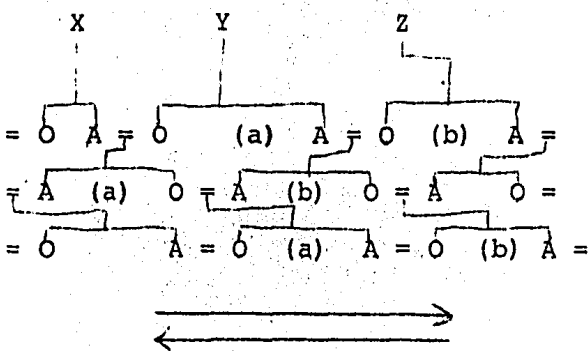 X Y Z
= O A = O (a) A = O (b) A =
= A (a) O = A (b) O = A O =
= O A = O (a) A = O (b) A =